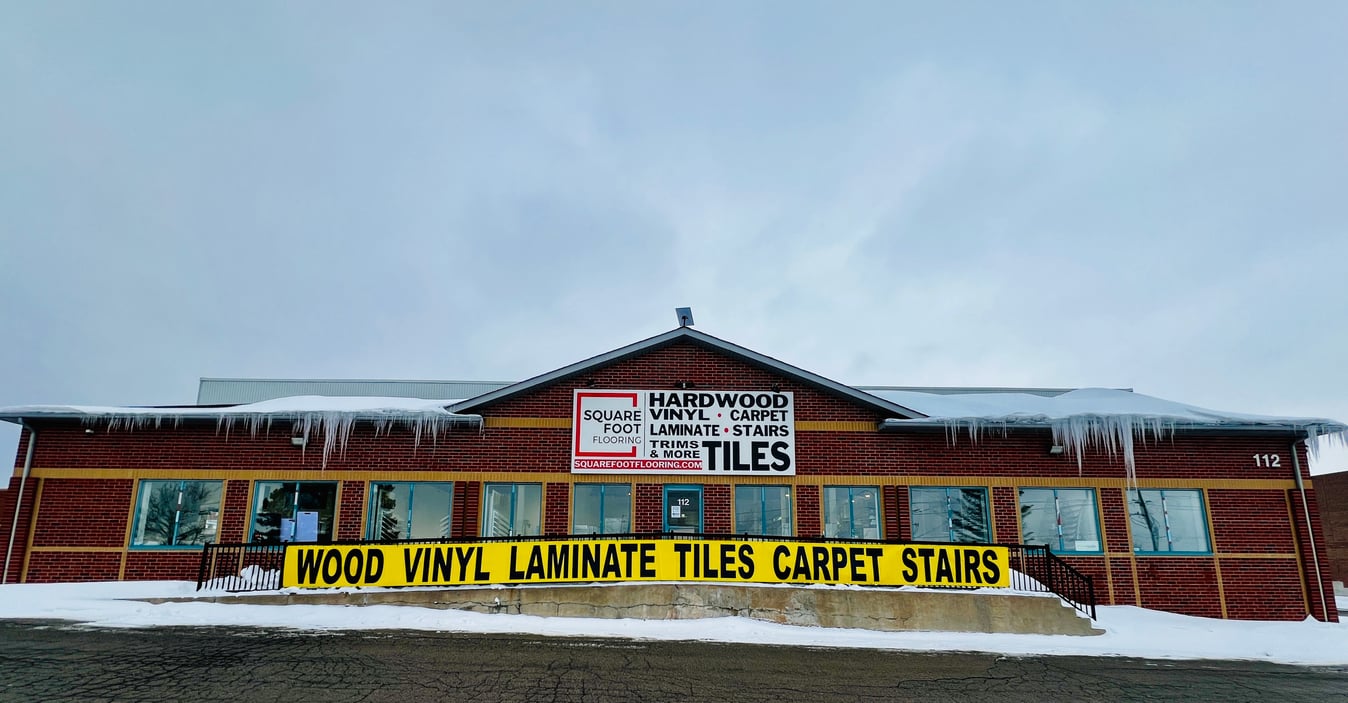 SQUARE
FOOT
FLOORING
HARDWOOD
VINYL • CARPET
LAMINATE • STAIRS
TRIMS
& MORE
TILES
SQUAREFOOTFLOORING.COM
112
112
WOOD VINYL LAMINATE TILES CARPET STAIRS